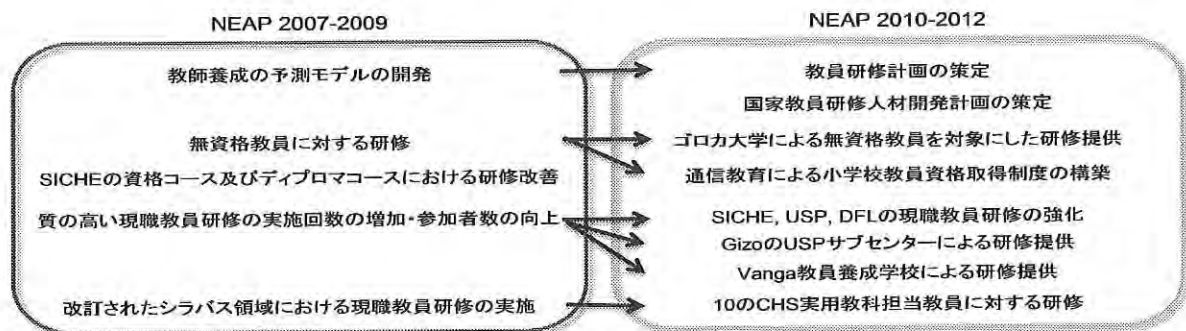 NEAP 2007-2009
教師養成の予測モデルの開発
無資格教員に対する研修
SICHEの資格コース及びディプロマコースにおける研修改善
質の高い現職教員研修の実施回数の増加・参加者数の向上
改訂されたシラバス領域における現職教員研修の実施
NEAP 2010-2012
教員研修計画の策定
国家教員研修人材開発計画の策定
ゴロカ大学による無資格教員を対象にした研修提供
通信教育による小学校教員資格取得制度の構築
SICHE, USP, DFLの現職教員研修の強化
GizoのUSPサブセンターによる研修提供
Vanga教員養成学校による研修提供
10のCHS実用教科担当教員に対する研修